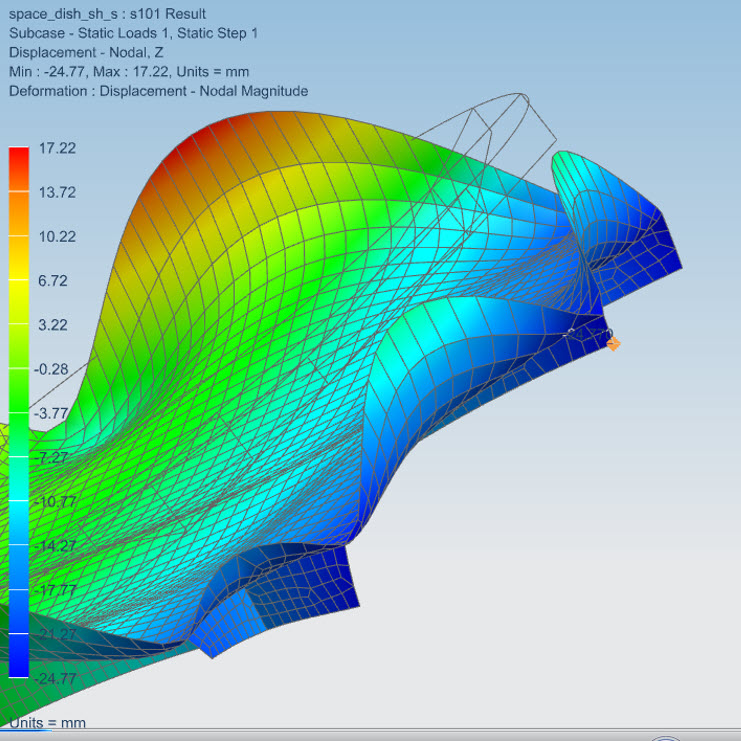 space_dish_sh_s : s101 Result
Subcase - Static Loads 1, Static Step 1
Displacement - Nodal, Z
Min : -24.77, Max : 17.22, Units = mm
Deformation : Displacement - Nodal Magnitude
17.22
13.72
10.22
6.72
3.22
-0.28
-3.77
-7.27
-10.77
-14.27
-17.77
-21.27
-24.77
Units = mm